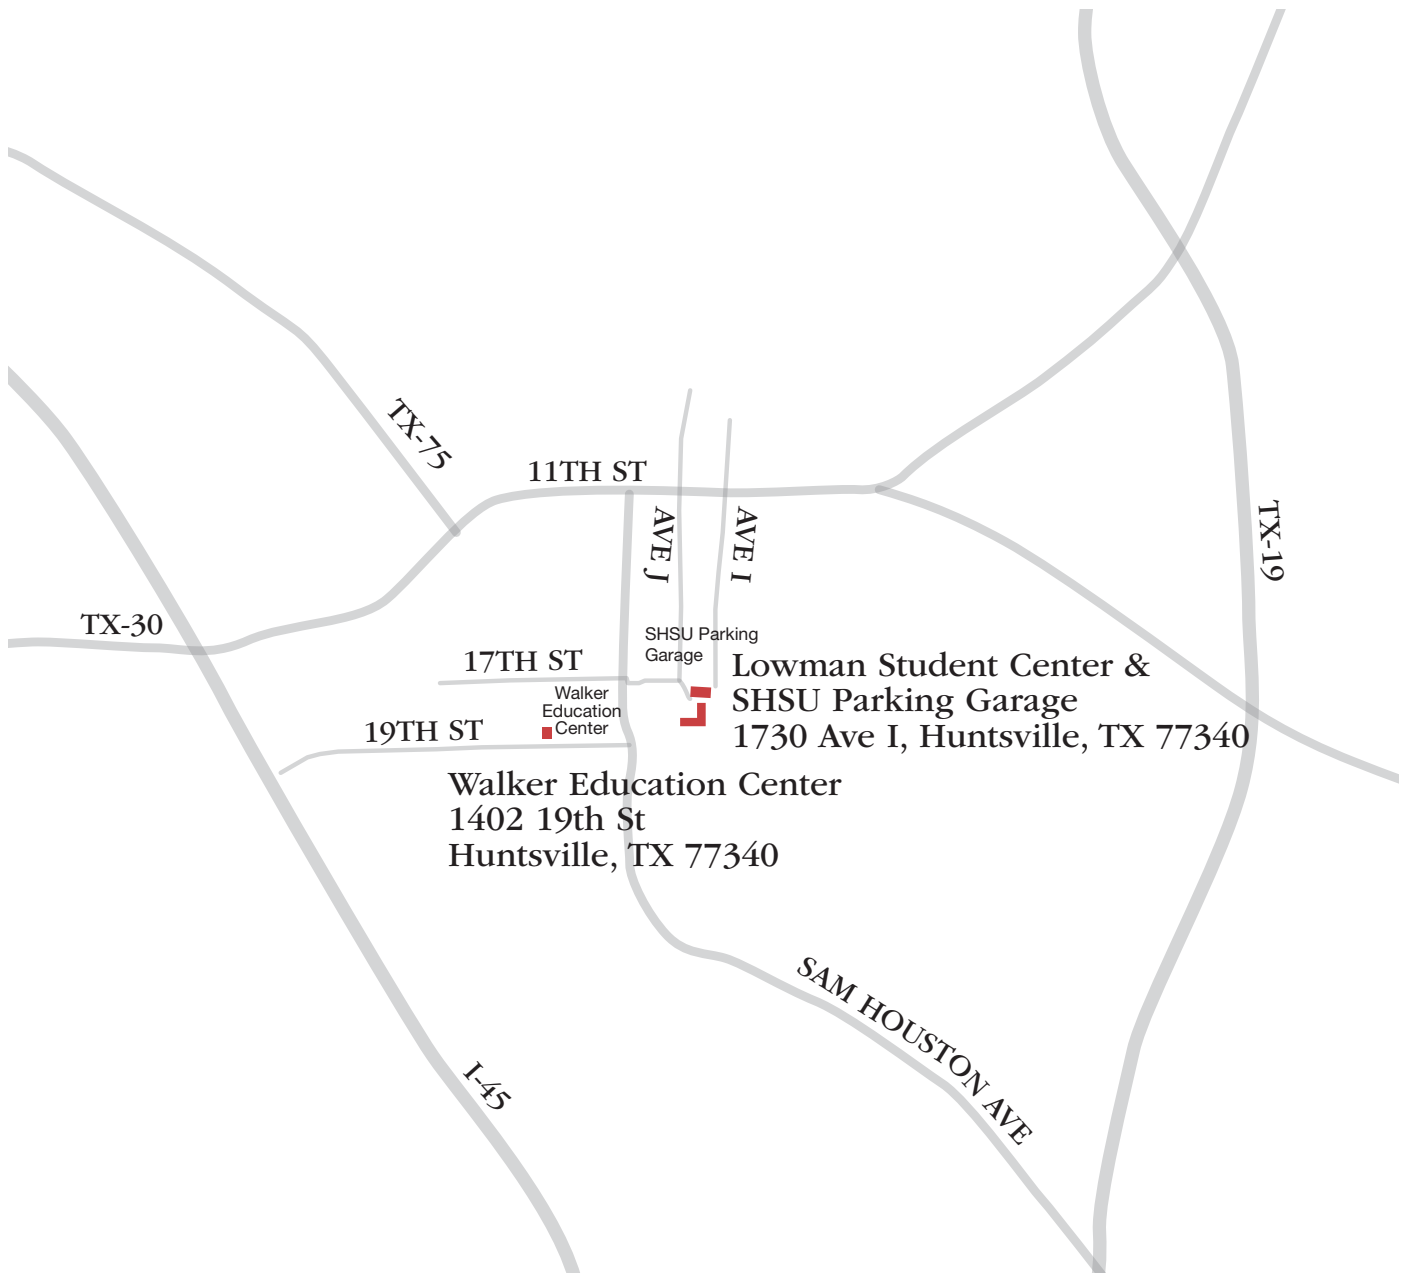 TX-75
11TH ST
AVE J
AVE I
TX-19
TX-30
SHSU Parking
Garage
17TH ST
Lowman Student Center &
SHSU Parking Garage
1730 Ave I, Huntsville, TX 77340
Walker
Education
Center
19TH ST
Walker Education Center
1402 19th St
Huntsville, TX 77340
SAM HOUSTON AVE
I-45